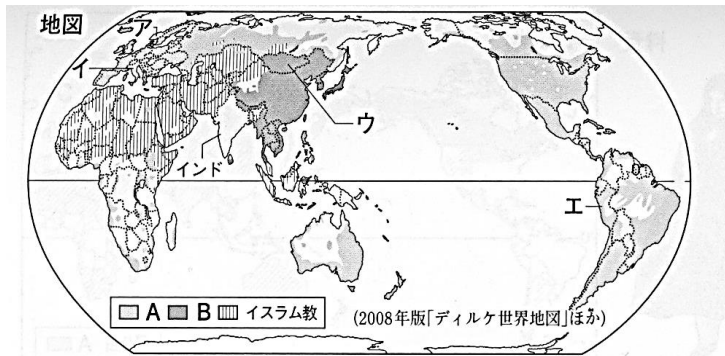 地図
ア
イ
ウ
インド
エ
A B イスラム教
(2008年版「ディルケ世界地図」ほか)